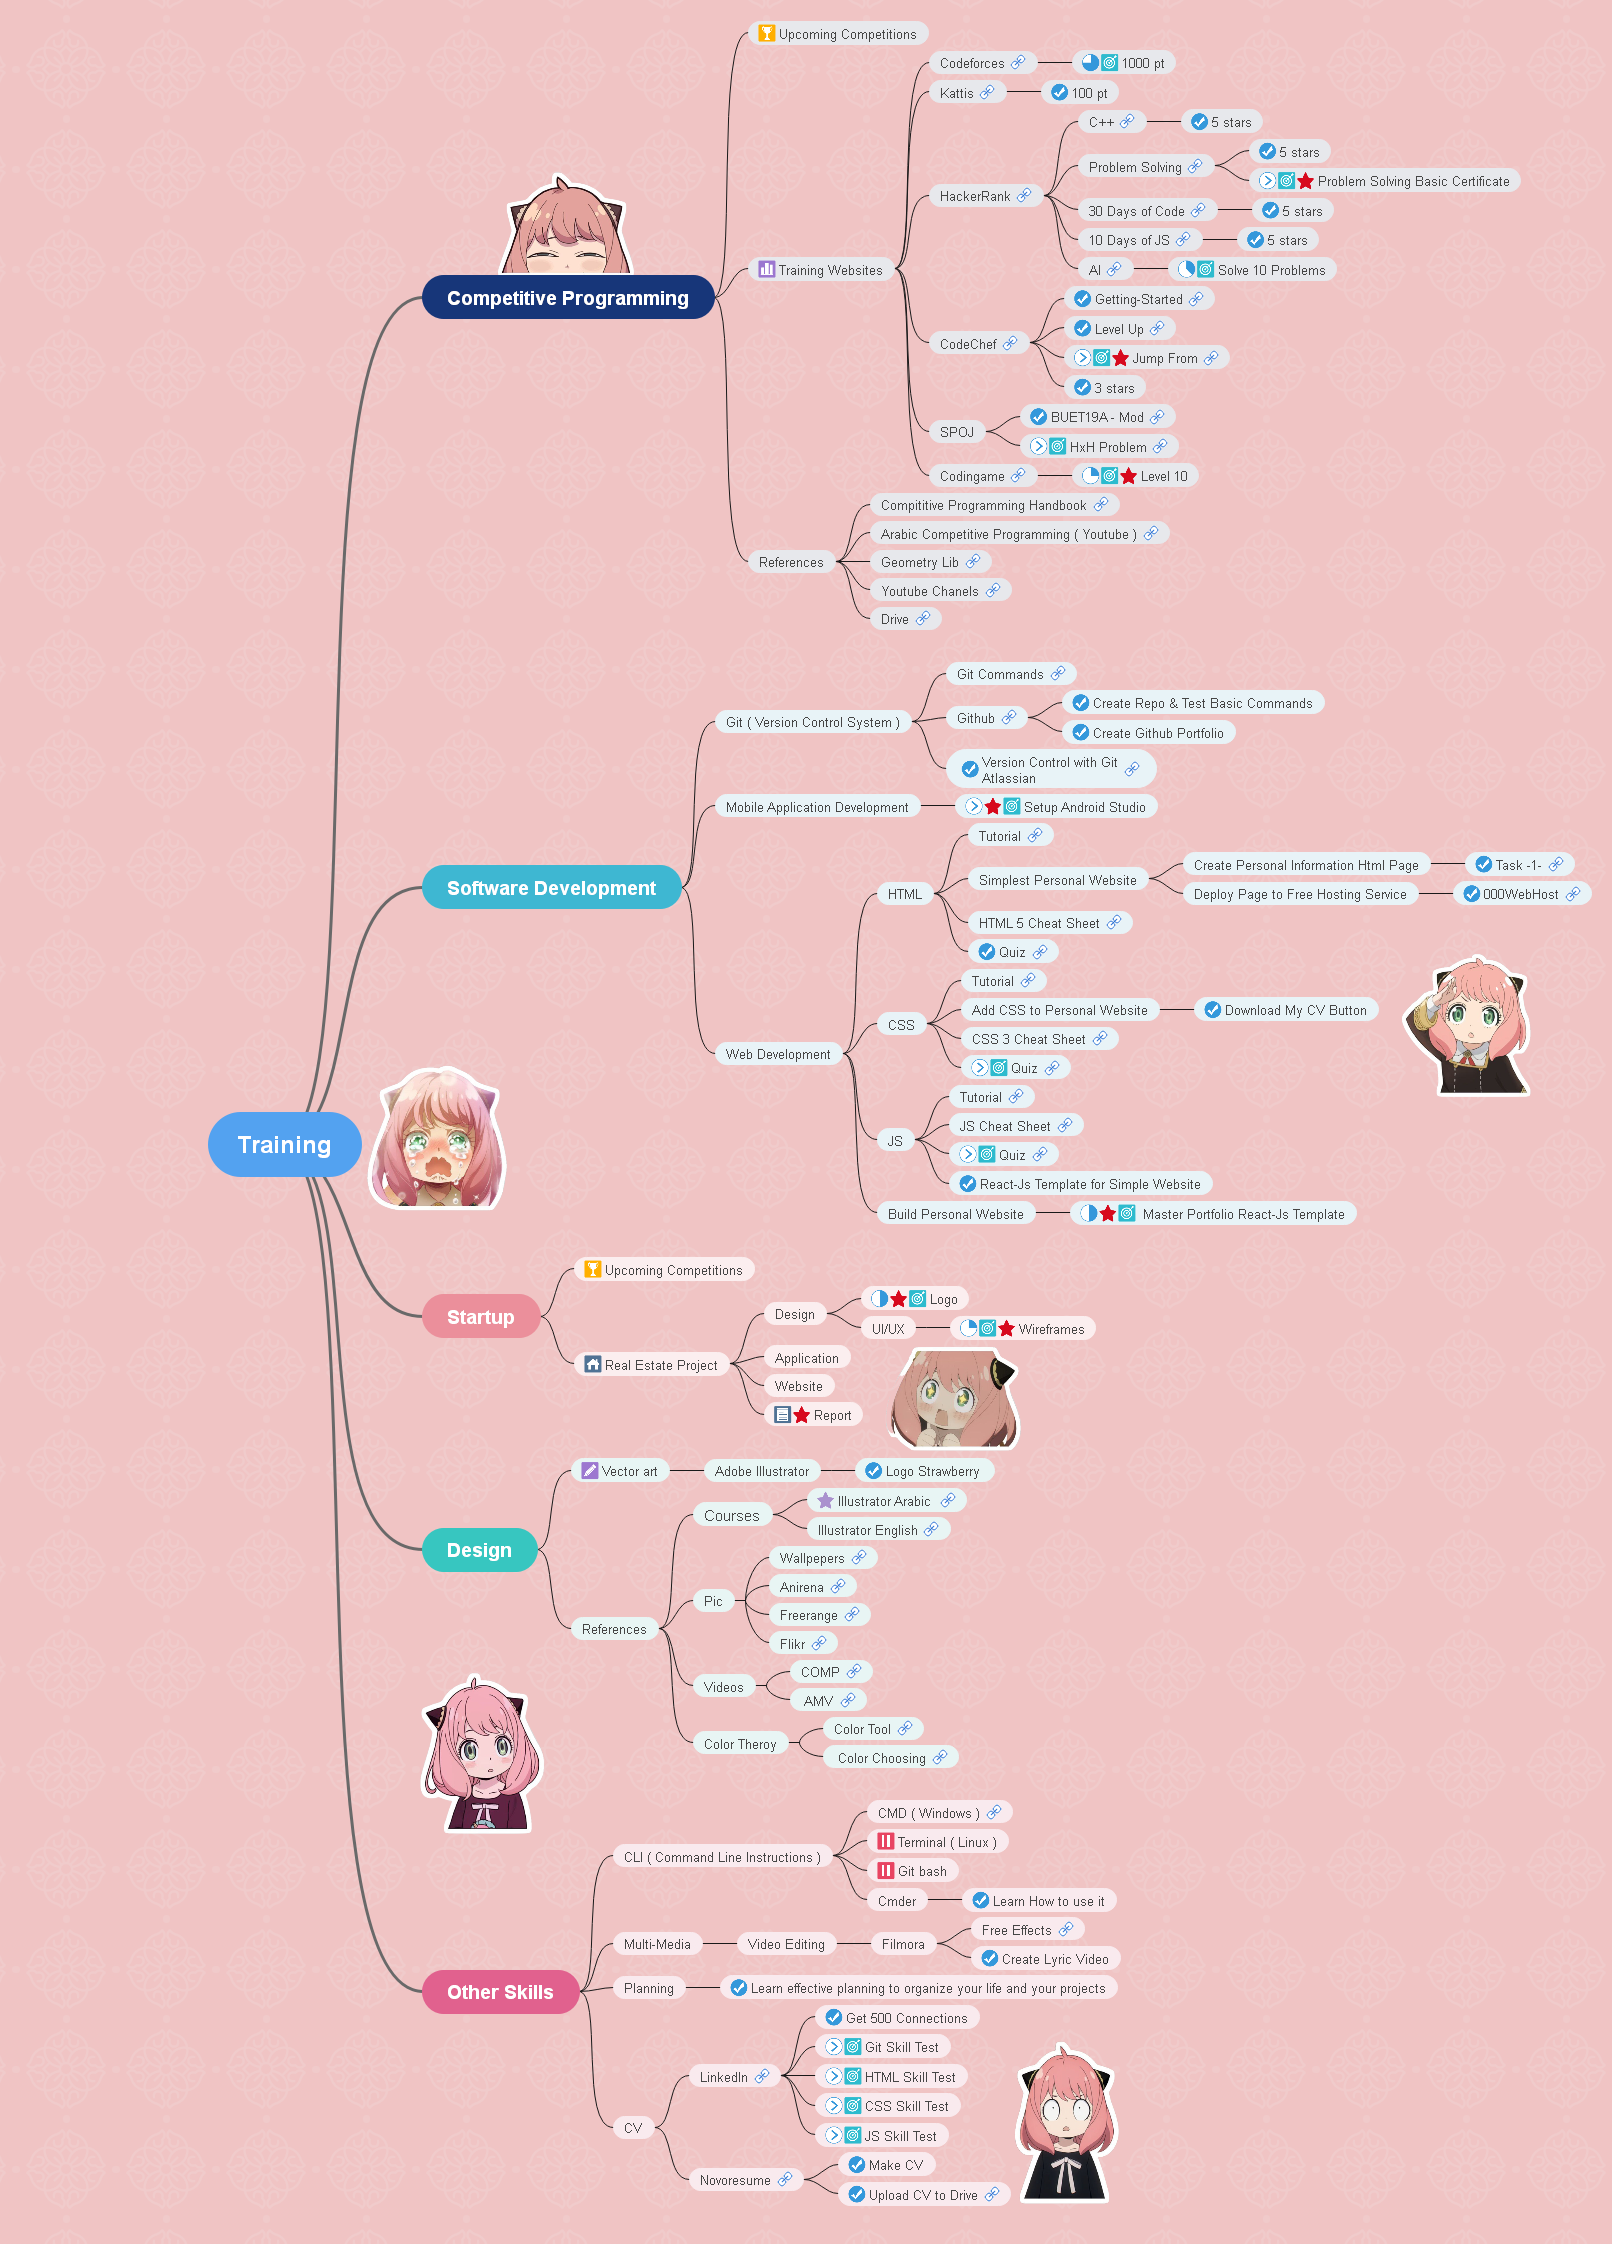 Training
Competitive Programming
Upcoming Competitions
Training Websites
Codeforces
1000 pt
Kattis
100 pt
HackerRank
C++
5 stars
Problem Solving
5 stars
Problem Solving Basic Certificate
30 Days of Code
5 stars
10 Days of JS
5 stars
AI
Solve 10 Problems
CodeChef
Getting-Started
Level Up
Jump From
3 stars
SPOJ
BUET19A - Mod
HxH Problem
Codingame
Level 10
References
Compititive Programming Handbook
Arabic Competitive Programming ( Youtube )
Geometry Lib
Youtube Chanels
Drive
Software Development
Git ( Version Control System )
Git Commands
Github
Create Repo & Test Basic Commands
Create Github Portfolio
Version Control with Git
Atlassian
Mobile Application Development
Setup Android Studio
Web Development
HTML
Tutorial
Simplest Personal Website
Create Personal Information Html Page
Task -1-
Deploy Page to Free Hosting Service
000WebHost
HTML 5 Cheat Sheet
Quiz
CSS
Tutorial
Add CSS to Personal Website
Download My CV Button
CSS 3 Cheat Sheet
Quiz
JS
Tutorial
JS Cheat Sheet
Quiz
React-Js Template for Simple Website
Build Personal Website
Master Portfolio React-Js Template
Startup
Upcoming Competitions
Real Estate Project
Design
Logo
UI/UX
Wireframes
Application
Website
Report
Design
Vector art
Adobe Illustrator
Logo Strawberry
References
Courses
Illustrator Arabic
Illustrator English
Pic
Wallpepers
Anirena
Freerange
Flikr
Videos
COMP
AMV
Color Theroy
Color Tool
Color Choosing
Other Skills
CLI ( Command Line Instructions )
CMD ( Windows )
Terminal ( Linux )
Git bash
Cmder
Learn How to use it
Multi-Media
Video Editing
Filmora
Free Effects
Create Lyric Video
Planning
Learn effective planning to organize your life and your projects
CV
LinkedIn
Get 500 Connections
Git Skill Test
HTML Skill Test
CSS Skill Test
JS Skill Test
Novoresume
Make CV
Upload CV to Drive